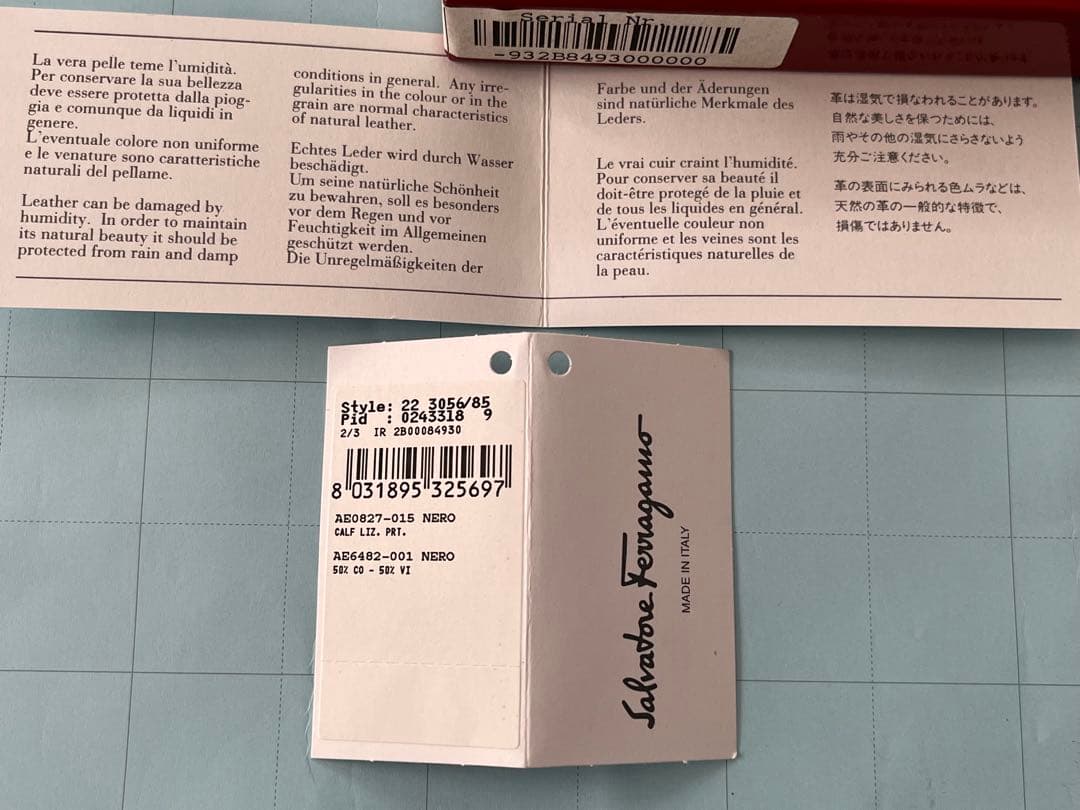 Serial Nr.
-932B8493000000
La vera pelle teme l'umidità.
Per conservare la sua bellezza
deve essere protetta dalla piog-
gia e comunque da liquidi in
genere.
L'eventuale colore non uniforme
e le venature sono caratteristiche
naturali del pellame.
Leather can be damaged by
humidity. In order to maintain
its natural beauty it should be
protected from rain and damp
conditions in general. Any irre-
gularities in the colour or in the
grain are normal characteristics
of natural leather.
Echtes Leder wird durch Wasser
beschädigt.
Um seine natürliche Schönheit
zu bewahren, soll es besonders
vor dem Regen und vor
Feuchtigkeit im Allgemeinen
geschützt werden.
Die Unregelmäßigkeiten der
Farbe und der Äderungen
sind natürliche Merkmale des
Leders.
Le vrai cuir craint l'humidité.
Pour conserver sa beauté il
doit-être protegé de la pluie et
de tous les liquides en général.
L'éventuelle couleur non
uniforme et les veines sont les
caractéristiques naturelles de
la peau.
革は湿気で損なわれることがあります。
自然な美しさを保つためには、
雨やその他の湿気にさらさないよう
充分ご注意ください。
革の表面にみられる色ムラなどは、
天然の革の一般的な特徴で、
損傷ではありません。
Style: 22 3056/85
Pid : 0243318 9
2/3 IR 2B00084930
8 031895 325697
AE0827-015 NERO
CALF LIZ. PRT.
AE6482-001 NERO
50% CO - 50% VI
Salvatore Ferragamo
MADE IN ITALY